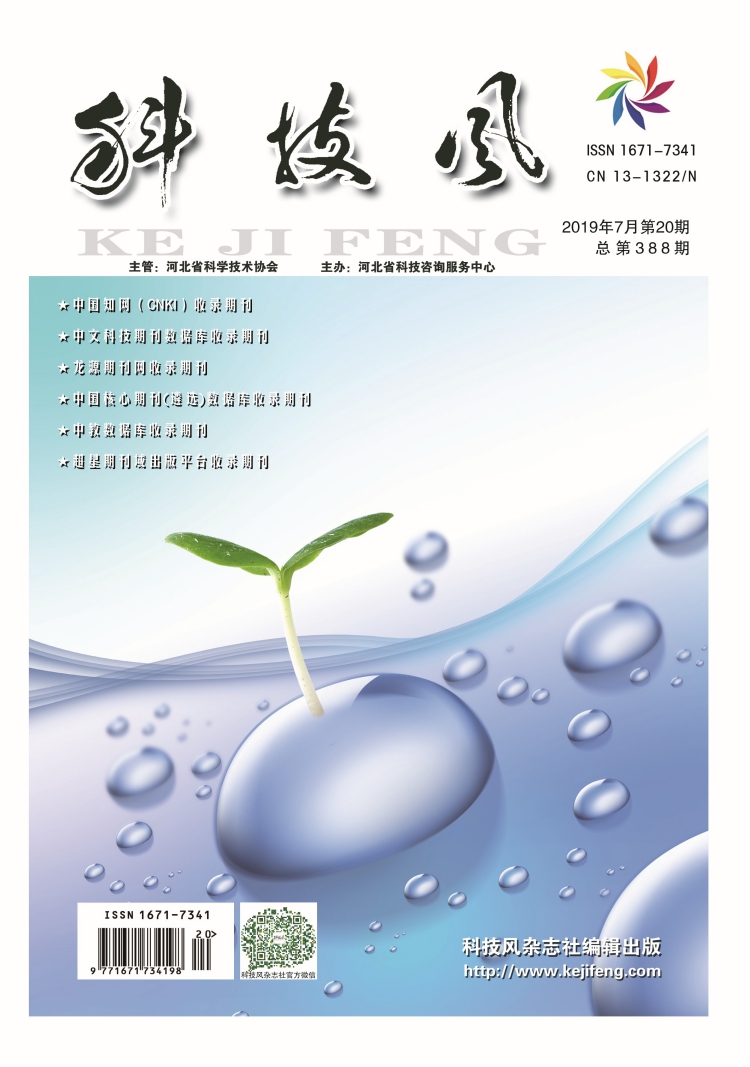 科技风
ISSN 1671-7341
CN 13-1322/N
KE JI FENG
2019年7月第20期
总第388期
主管：河北省科学技术协会 主办：河北省科技咨询服务中心
★中国知网（CNKI）收录期刊
★中文科技期刊数据库收录期刊
★龙源期刊网收录期刊
★中国核心期刊(遴选)数据库收录期刊
★中教数据库收录期刊
★超星期刊域出版平台收录期刊
ISSN 1671-7341
20>
9 771671 734198
科技风杂志社官方微信
科技风杂志社编辑出版
http://www.kejifeng.com